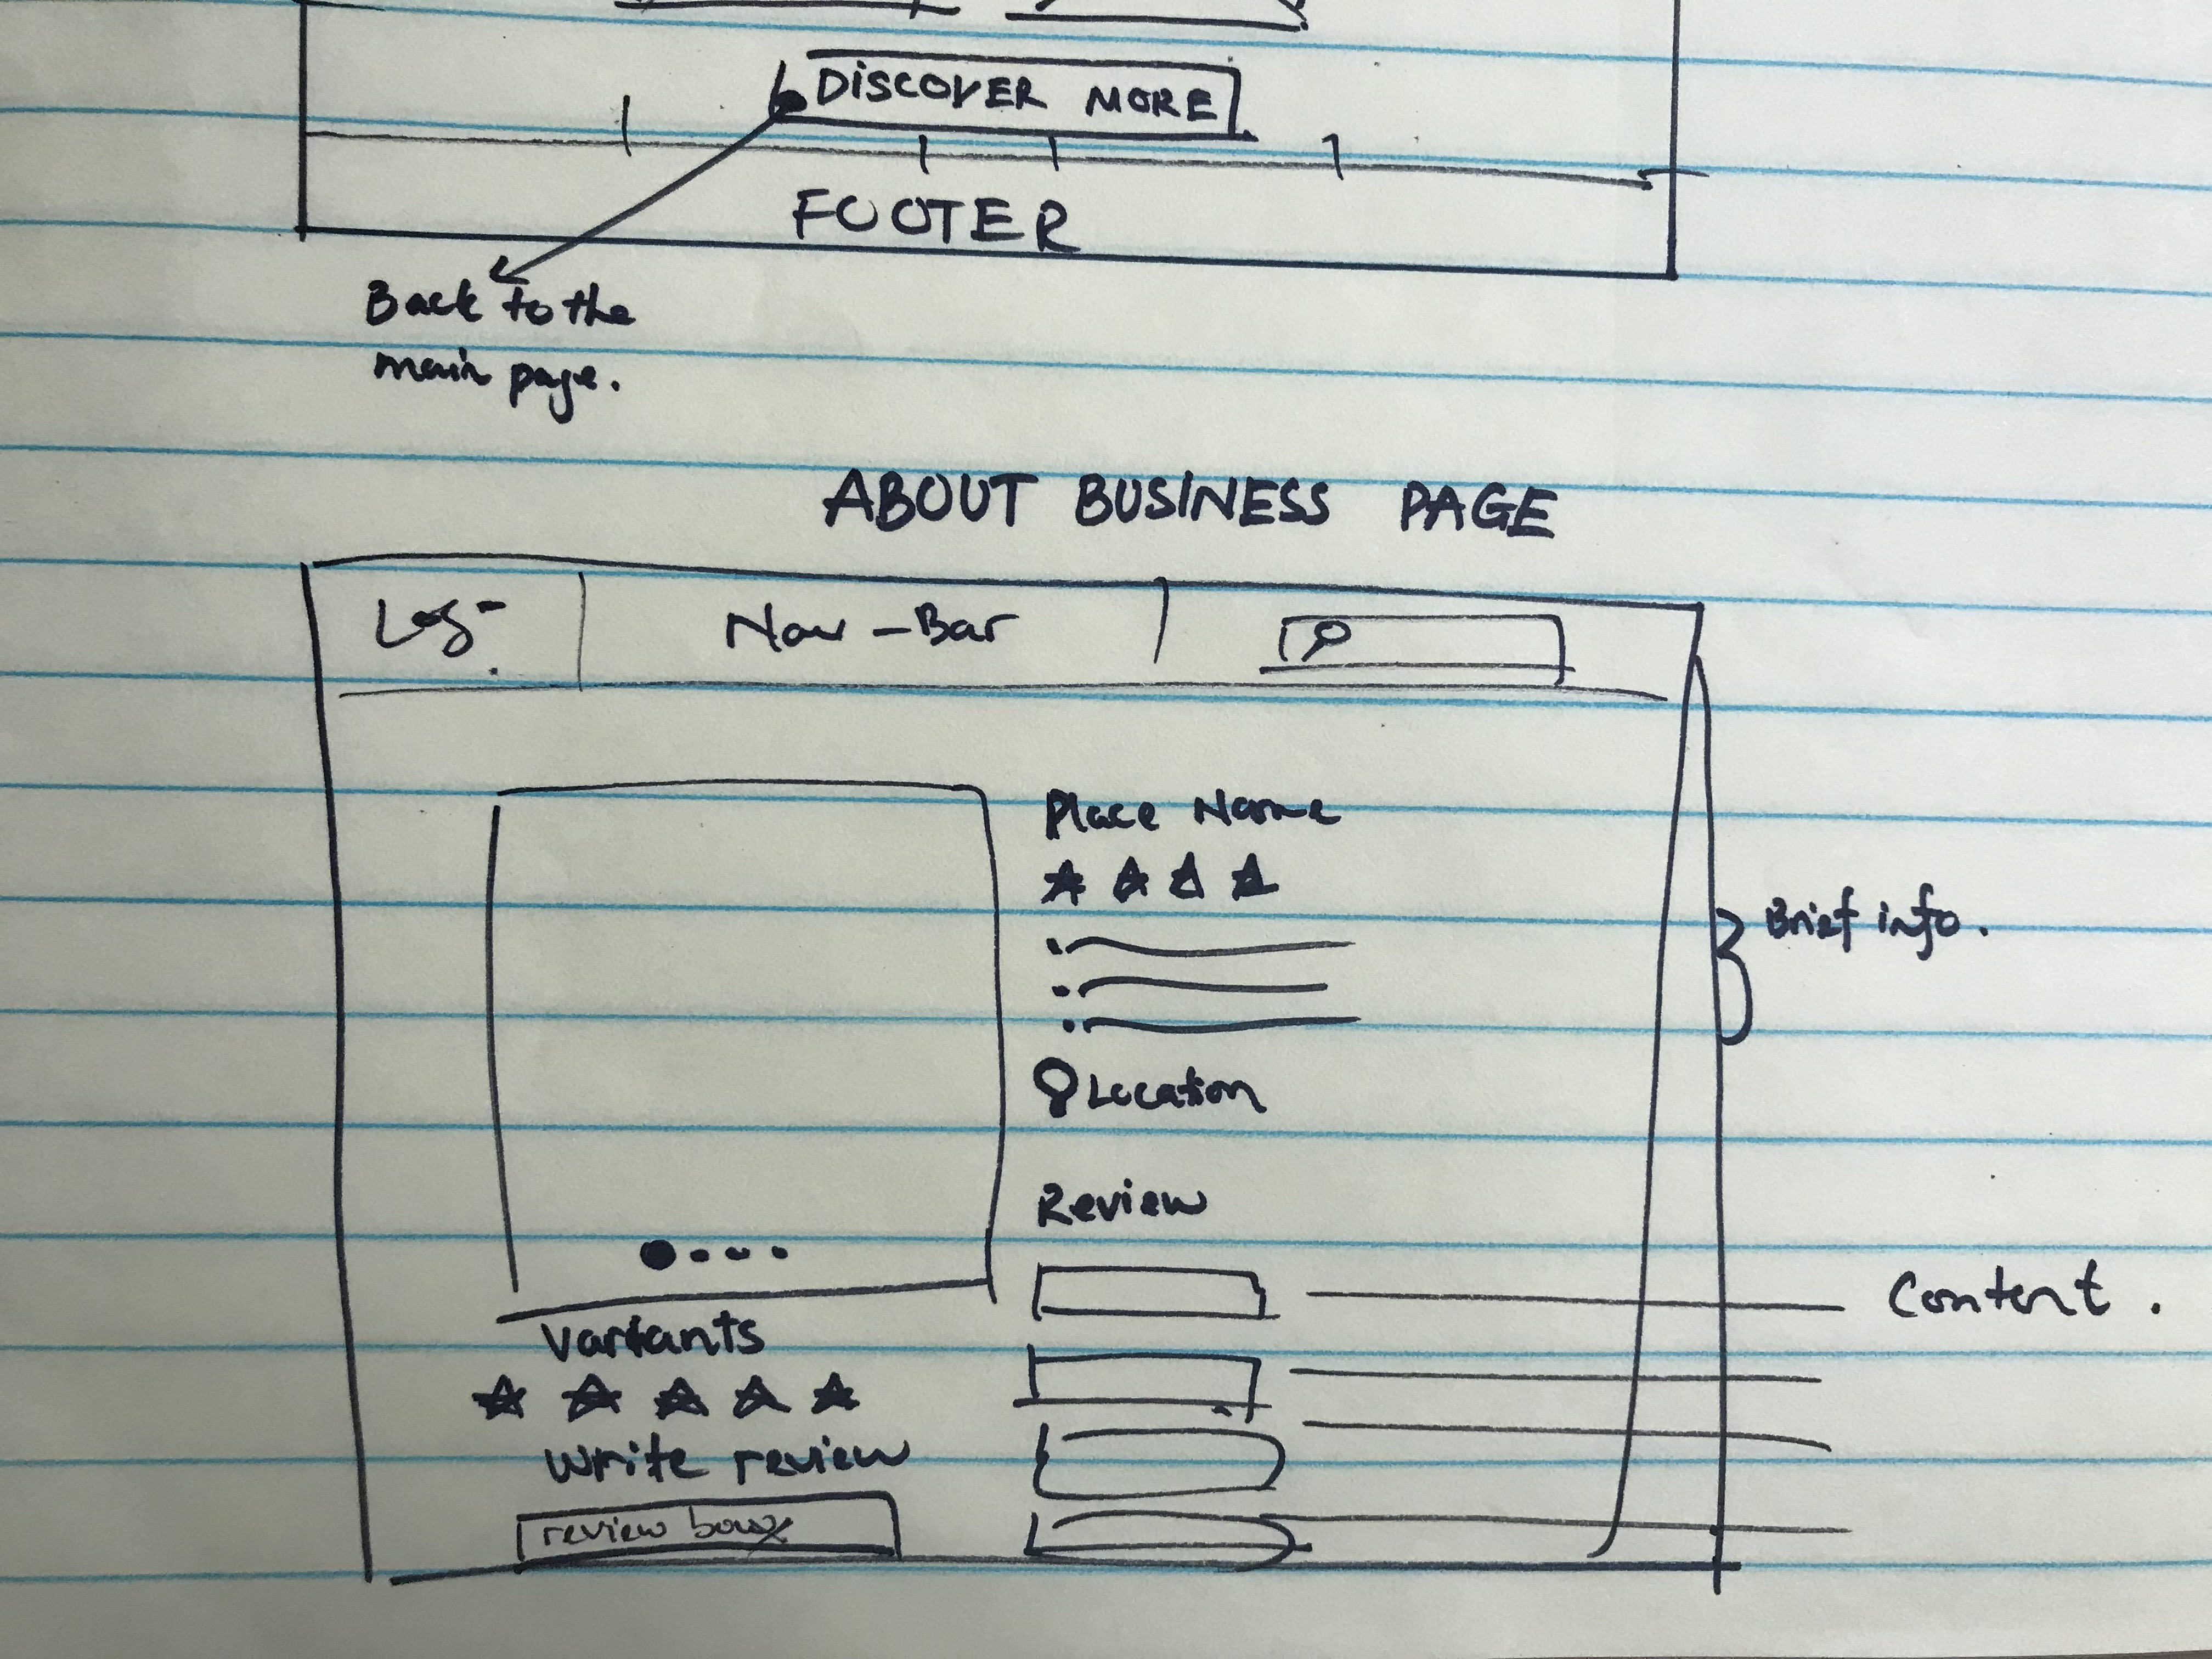 DISCOVER MORE
FOOTER
Back to the
main page.
ABOUT BUSINESS PAGE
Logo
Nav-Bar
Place Name
Brief info.
Location
Review
Variants
Content.
Write review
review boxx